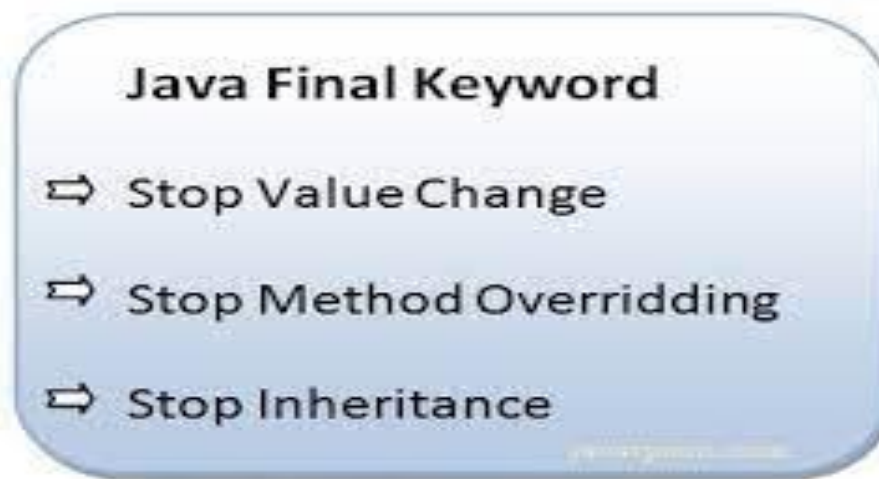 Java Final Keyword
⇨ Stop Value Change
⇨ Stop Method Overridding
⇨ Stop Inheritance